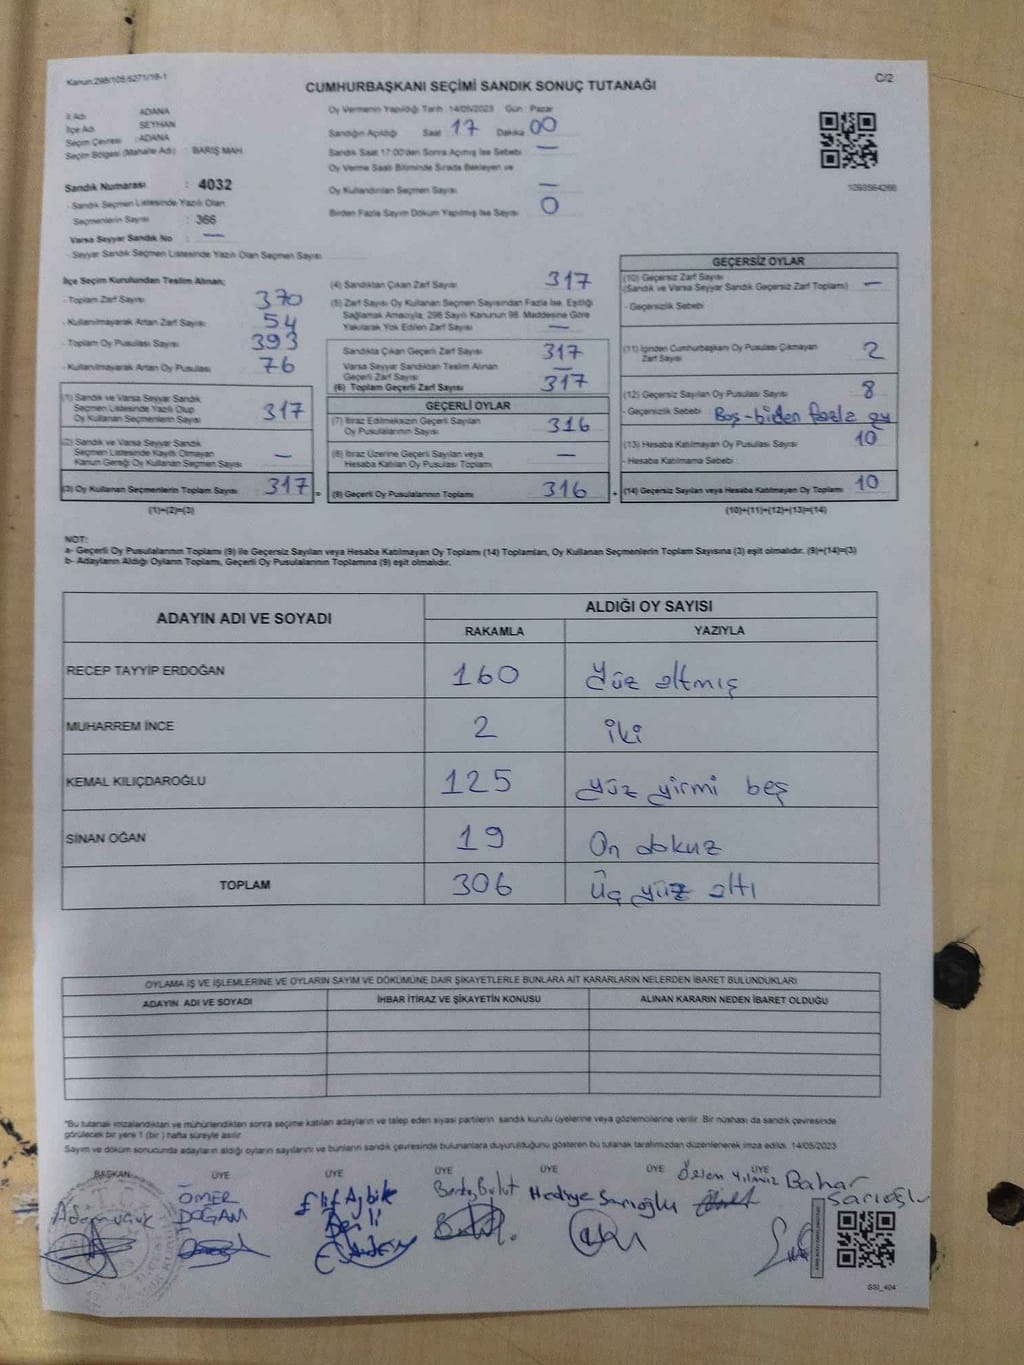 Kanun:298/105;6271/18-1
C/2
CUMHURBAŞKANI SEÇİMİ SANDIK SONUÇ TUTANAĞI
İl Adı : ADANA
İlçe Adı SEYHAN
Seçim Çevresi : ADANA
Seçim Bölgesi (Mahalle Adı) : BARIŞ MAH.
Sandık Numarası : 4032
- Sandık Seçmen Listesinde Yazılı Olan
Seçmenlerin Sayısı : 366
Varsa Seyyar Sandık No : —
- Seyyar Sandık Seçmen Listesinde Yazılı Olan Seçmen Sayısı
Oy Vermenin Yapıldığı Tarih 14/05/2023 Gün : Pazar
Sandığın Açıldığı Saat 17 Dakika 00
Sandık Saat 17:00'den Sonra Açılmış İse Sebebi —
Oy Verme Saati Bitiminde Sırada Bekleyen ve
Oy Kullandırılan Seçmen Sayısı —
Birden Fazla Sayım Döküm Yapılmış İse Sayısı 0
1093564266
İlçe Seçim Kurulundan Teslim Alınan;
- Toplam Zarf Sayısı 370
- Kullanılmayarak Artan Zarf Sayısı 54
- Toplam Oy Pusulası Sayısı 393
- Kullanılmayarak Artan Oy Pusulası 76
(1) Sandık ve Varsa Seyyar Sandık
Seçmen Listesinde Yazılı Olup
Oy Kullanan Seçmenlerin Sayısı 317
(2) Sandık ve Varsa Seyyar Sandık
Seçmen Listesinde Kayıtlı Olmayan
Kanun Gereği Oy Kullanan Seçmen Sayısı —
(3) Oy Kullanan Seçmenlerin Toplam Sayısı 317 =
(1)+(2)=(3)
(4) Sandıktan Çıkan Zarf Sayısı 317
(5) Zarf Sayısı Oy Kullanan Seçmen Sayısından Fazla İse, Eşitliği
Sağlamak Amacıyla, 298 Sayılı Kanunun 98. Maddesine Göre
Yakılarak Yok Edilen Zarf Sayısı —
Sandıkta Çıkan Geçerli Zarf Sayısı 317
Varsa Seyyar Sandıktan Teslim Alınan
Geçerli Zarf Sayısı —
(6) Toplam Geçerli Zarf Sayısı 317
GEÇERLİ OYLAR
(7) İtiraz Edilmeksizin Geçerli Sayılan
Oy Pusulalarının Sayısı 316
(8) İtiraz Üzerine Geçerli Sayılan veya
Hesaba Katılan Oy Pusulası Toplamı —
(9) Geçerli Oy Pusulalarının Toplamı 316 +
GEÇERSİZ OYLAR
(10) Geçersiz Zarf Sayısı
(Sandık ve Varsa Seyyar Sandık Geçersiz Zarf Toplamı) —
- Geçersizlik Sebebi
(11) İçinden Cumhurbaşkanı Oy Pusulası Çıkmayan
Zarf Sayısı 2
(12) Geçersiz Sayılan Oy Pusulası Sayısı 8
- Geçersizlik Sebebi Boş-birden fazla oy
(13) Hesaba Katılmayan Oy Pusulası Sayısı 10
- Hesaba Katılmama Sebebi
(14) Geçersiz Sayılan veya Hesaba Katılmayan Oy Toplamı 10
(10)+(11)+(12)+(13)=(14)
NOT:
a- Geçerli Oy Pusulalarının Toplamı (9) ile Geçersiz Sayılan veya Hesaba Katılmayan Oy Toplamı (14) Toplamları, Oy Kullanan Seçmenlerin Toplam Sayısına (3) eşit olmalıdır. (9)+(14)=(3)
b- Adayların Aldığı Oyların Toplamı, Geçerli Oy Pusulalarının Toplamına (9) eşit olmalıdır.
ADAYIN ADI VE SOYADI
ALDIĞI OY SAYISI
RAKAMLA YAZIYLA
RECEP TAYYİP ERDOĞAN 160 yüz altmış
MUHARREM İNCE 2 iki
KEMAL KILIÇDAROĞLU 125 yüz yirmi beş
SİNAN OĞAN 19 On dokuz
TOPLAM 306 üç yüz altı
OYLAMA İŞ VE İŞLEMLERİNE VE OYLARIN SAYIM VE DÖKÜMÜNE DAİR ŞİKAYETLERLE BUNLARA AİT KARARLARIN NELERDEN İBARET BULUNDUKLARI
ADAYIN ADI VE SOYADI İHBAR İTİRAZ VE ŞİKAYETİN KONUSU ALINAN KARARIN NEDEN İBARET OLDUĞU
*Bu tutanak imzalandıktan ve mühürlendikten sonra seçime katılan adayların ve talep eden siyasi partilerin sandık kurulu üyelerine veya gözlemcilerine verilir. Bir nüshası da sandık çevresinde
görülecek bir yere 1 (bir ) hafta süreyle asılır.
Sayım ve döküm sonucunda adayların aldığı oyların sayılarını ve bunların sandık çevresinde bulunanlara duyurulduğunu gösteren bu tutanak tarafımızdan düzenlenerek imza edildi. 14/05/2023
BAŞKAN ÜYE ÜYE ÜYE ÜYE ÜYE ÜYE
ÖMER DOĞAN
Elif Aybik
Hediye Sarıoğlu
Yılmaz
Bahar Sarıoğlu
SSİ_404